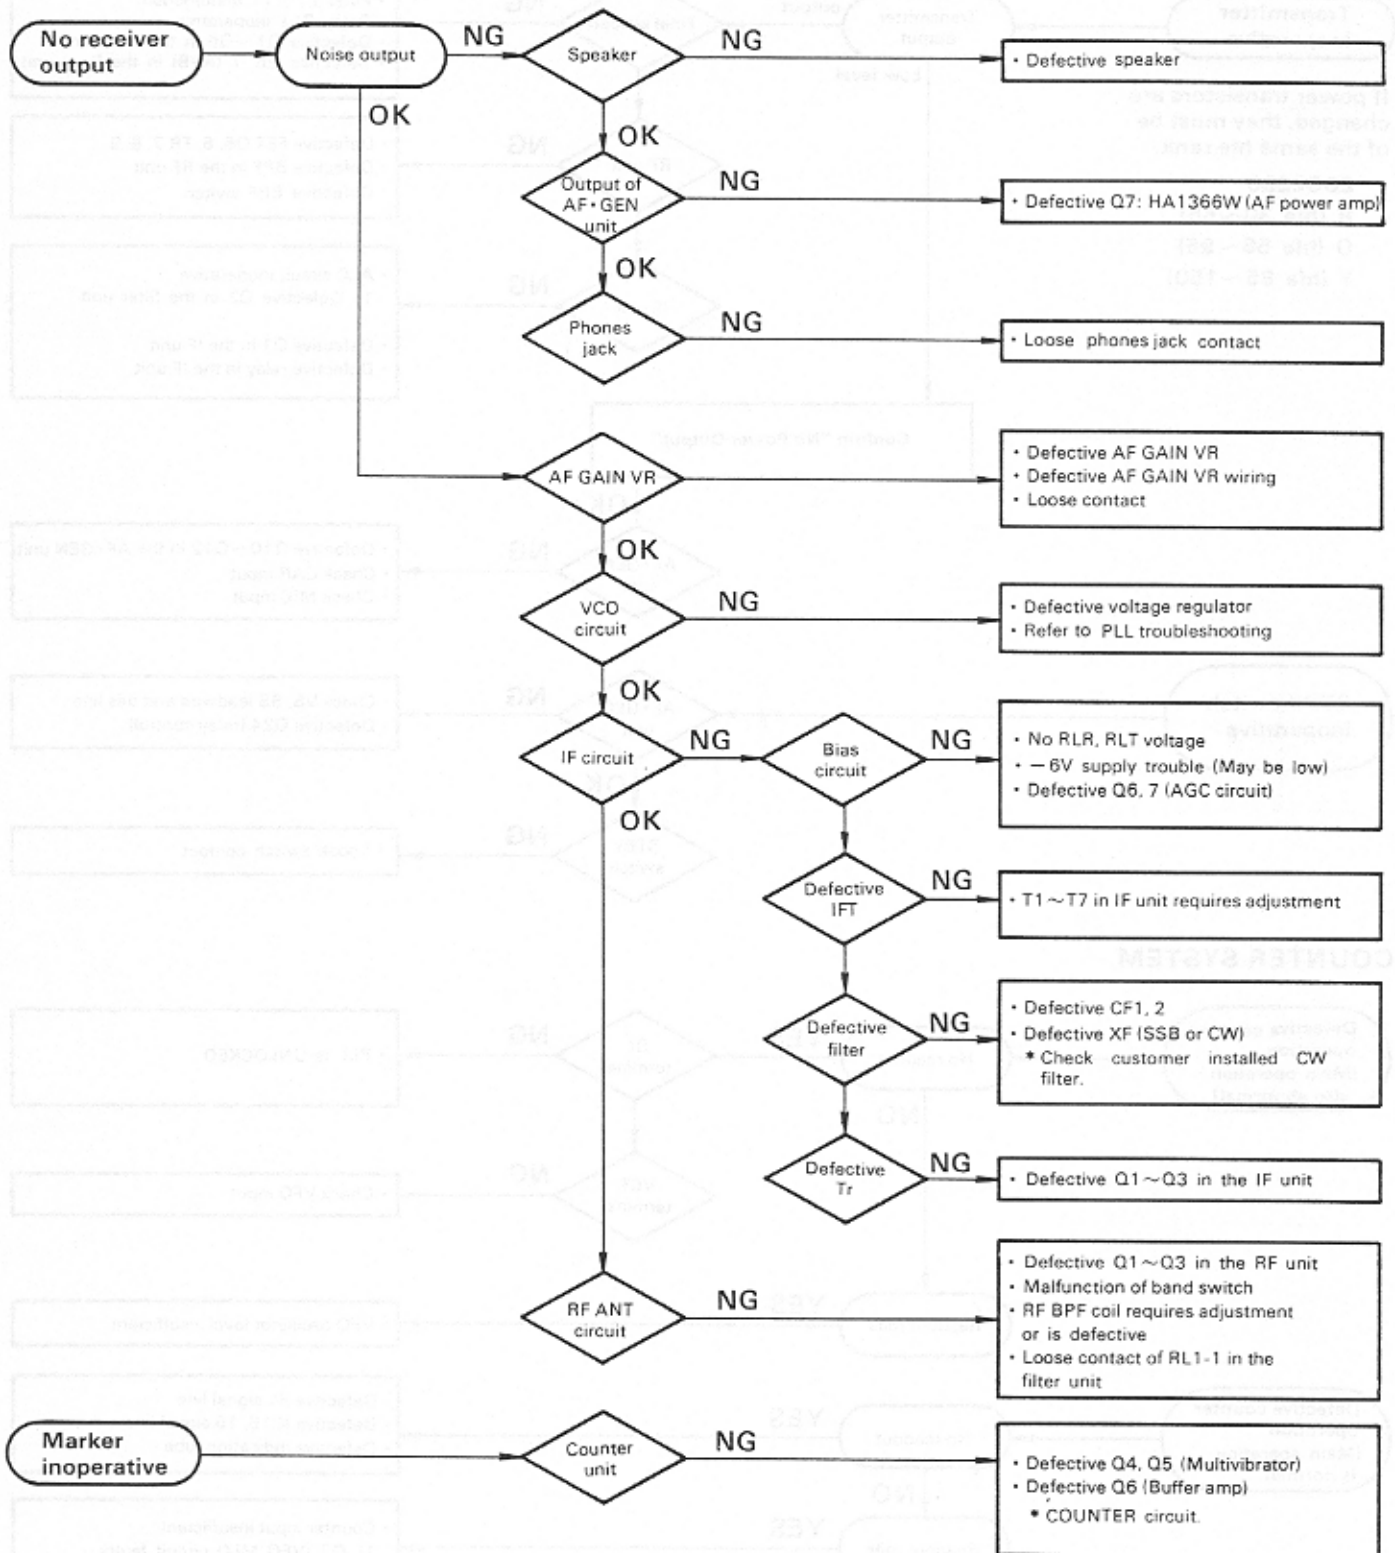 No receiver
output
Noise output
NG
Speaker
NG
· Defective speaker
OK
OK
Output of
AF·GEN
unit
NG
· Defective Q7: HA1366W (AF power amp)
OK
Phones
jack
NG
· Loose phones jack contact
AF GAIN VR
· Defective AF GAIN VR
· Defective AF GAIN VR wiring
· Loose contact
OK
VCO
circuit
NG
· Defective voltage regulator
· Refer to PLL troubleshooting
OK
IF circuit
NG
Bias
circuit
NG
· No RLR, RLT voltage
· −6V supply trouble (May be low)
· Defective Q6, 7 (AGC circuit)
OK
Defective
IFT
NG
· T1~T7 in IF unit requires adjustment
Defective
filter
NG
· Defective CF1, 2
· Defective XF (SSB or CW)
* Check customer installed CW
filter.
Defective
Tr
NG
· Defective Q1~Q3 in the IF unit
RF ANT
circuit
NG
· Defective Q1~Q3 in the RF unit
· Malfunction of band switch
· RF BPF coil requires adjustment
or is defective
· Loose contact of RL1-1 in the
filter unit
Marker
inoperative
Counter
unit
NG
· Defective Q4, Q5 (Multivibrator)
· Defective Q6 (Buffer amp)
* COUNTER circuit.